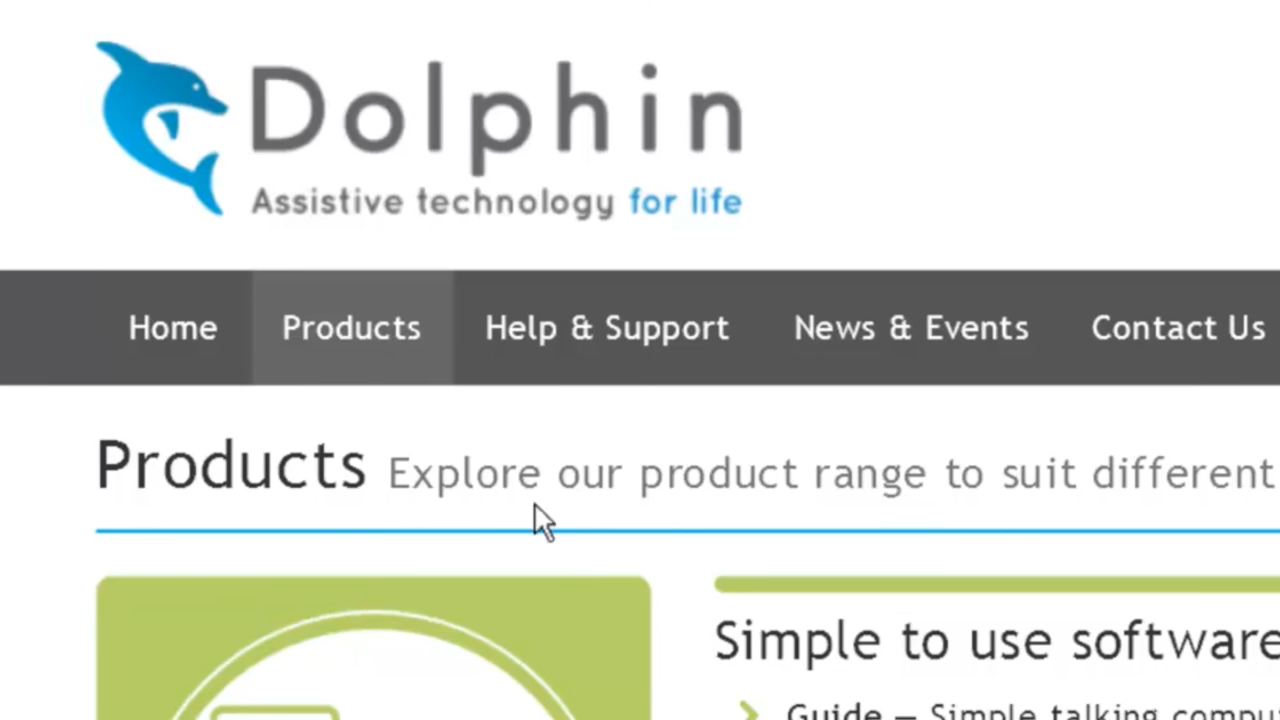 Dolphin
Assistive technology for life
Home Products Help & Support News & Events Contact Us
Products Explore our product range to suit different
Simple to use software
Guide – Simple talking